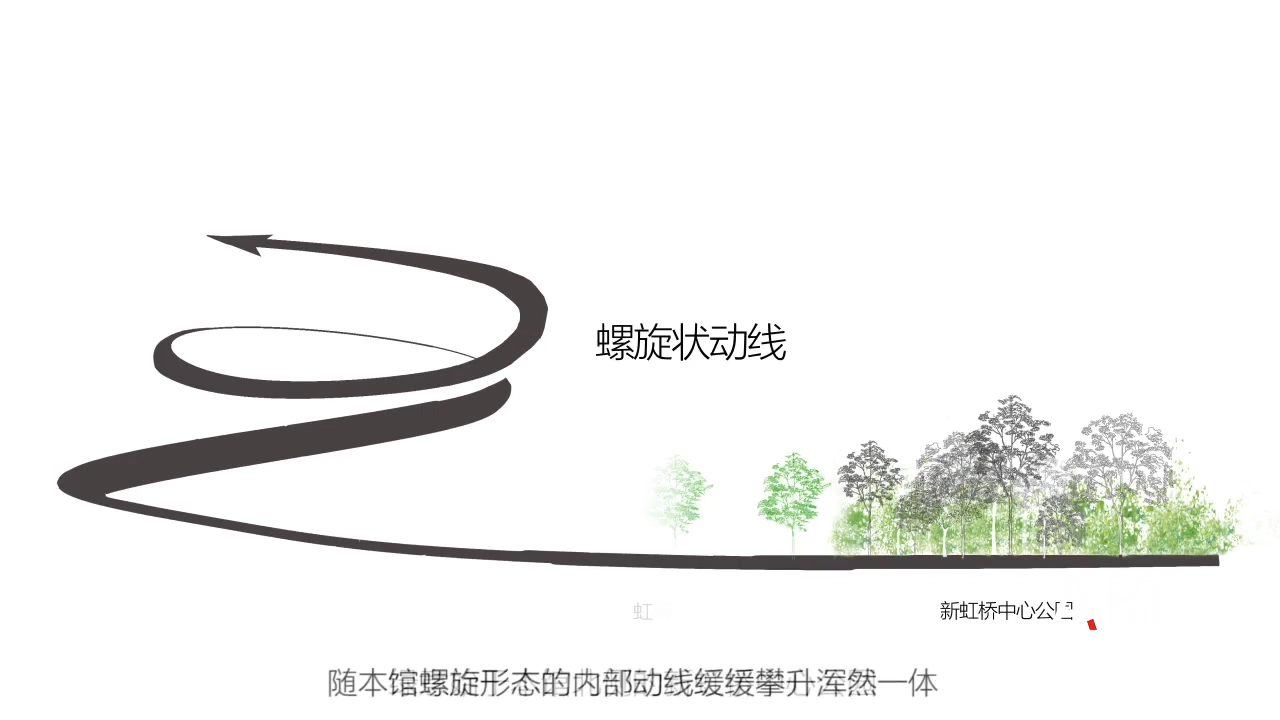 螺旋状动线
虹
新虹桥中心公
随本馆螺旋形态的内部动线缓缓攀升浑然一体